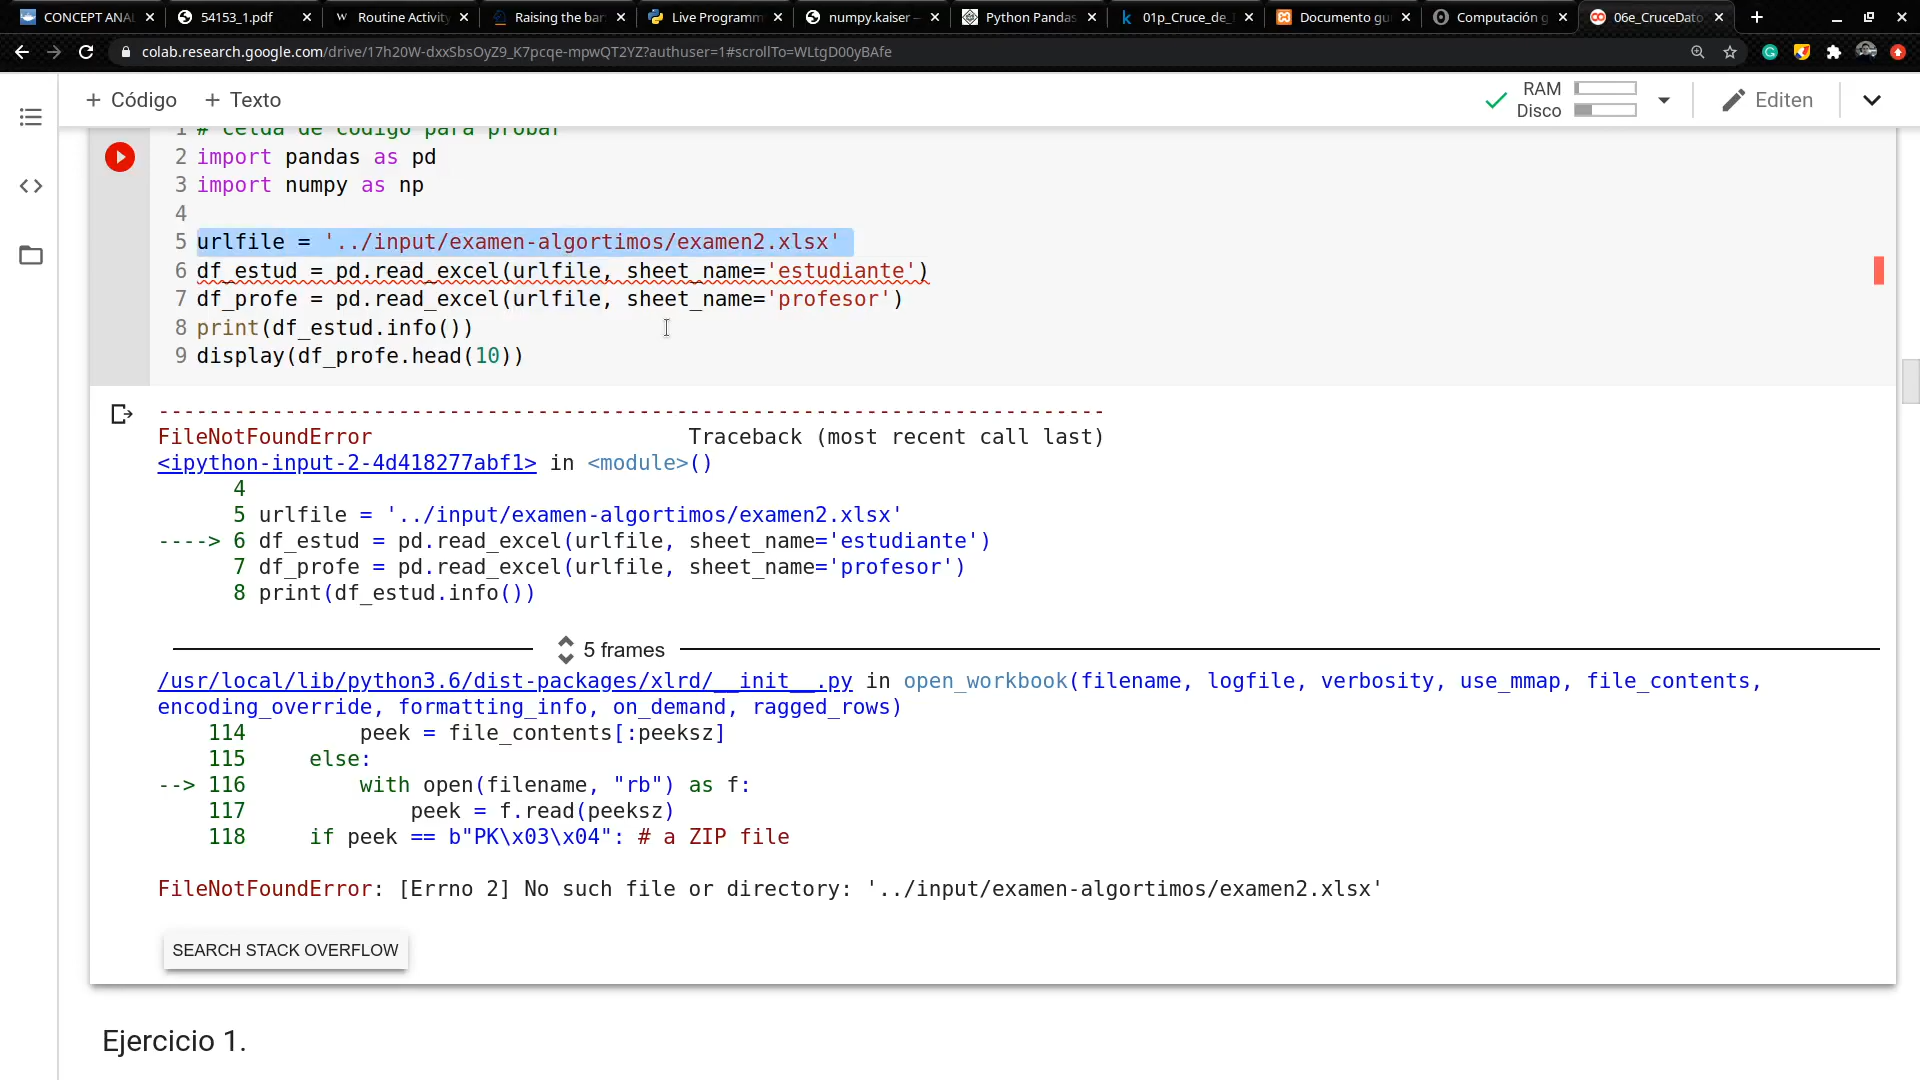 CONCEPT ANAL
54153_1.pdf
Routine Activity
Raising the bar
Live Programm
numpy.kaiser —
Python Pandas
01p_Cruce_de_
Documento gu
Computación g
06e_CruceDato
colab.research.google.com/drive/17h20W-dxxSbsOyZ9_K7pcqe-mpwQT2YZ?authuser=1#scrollTo=WLtgD00yBAfe
+ Código + Texto
RAM
Disco
Editen
1 # Celda de código para probar
2 import pandas as pd
3 import numpy as np
4
5 urlfile = '../input/examen-algortimos/examen2.xlsx'
6 df_estud = pd.read_excel(urlfile, sheet_name='estudiante')
7 df_profe = pd.read_excel(urlfile, sheet_name='profesor')
8 print(df_estud.info())
9 display(df_profe.head(10))
---------------------------------------------------------------------------
FileNotFoundError Traceback (most recent call last)
<ipython-input-2-4d418277abf1> in <module>()
4
5 urlfile = '../input/examen-algortimos/examen2.xlsx'
----> 6 df_estud = pd.read_excel(urlfile, sheet_name='estudiante')
7 df_profe = pd.read_excel(urlfile, sheet_name='profesor')
8 print(df_estud.info())
5 frames
/usr/local/lib/python3.6/dist-packages/xlrd/__init__.py in open_workbook(filename, logfile, verbosity, use_mmap, file_contents,
encoding_override, formatting_info, on_demand, ragged_rows)
114 peek = file_contents[:peeksz]
115 else:
--> 116 with open(filename, "rb") as f:
117 peek = f.read(peeksz)
118 if peek == b"PK\x03\x04": # a ZIP file
FileNotFoundError: [Errno 2] No such file or directory: '../input/examen-algortimos/examen2.xlsx'
SEARCH STACK OVERFLOW
Ejercicio 1.